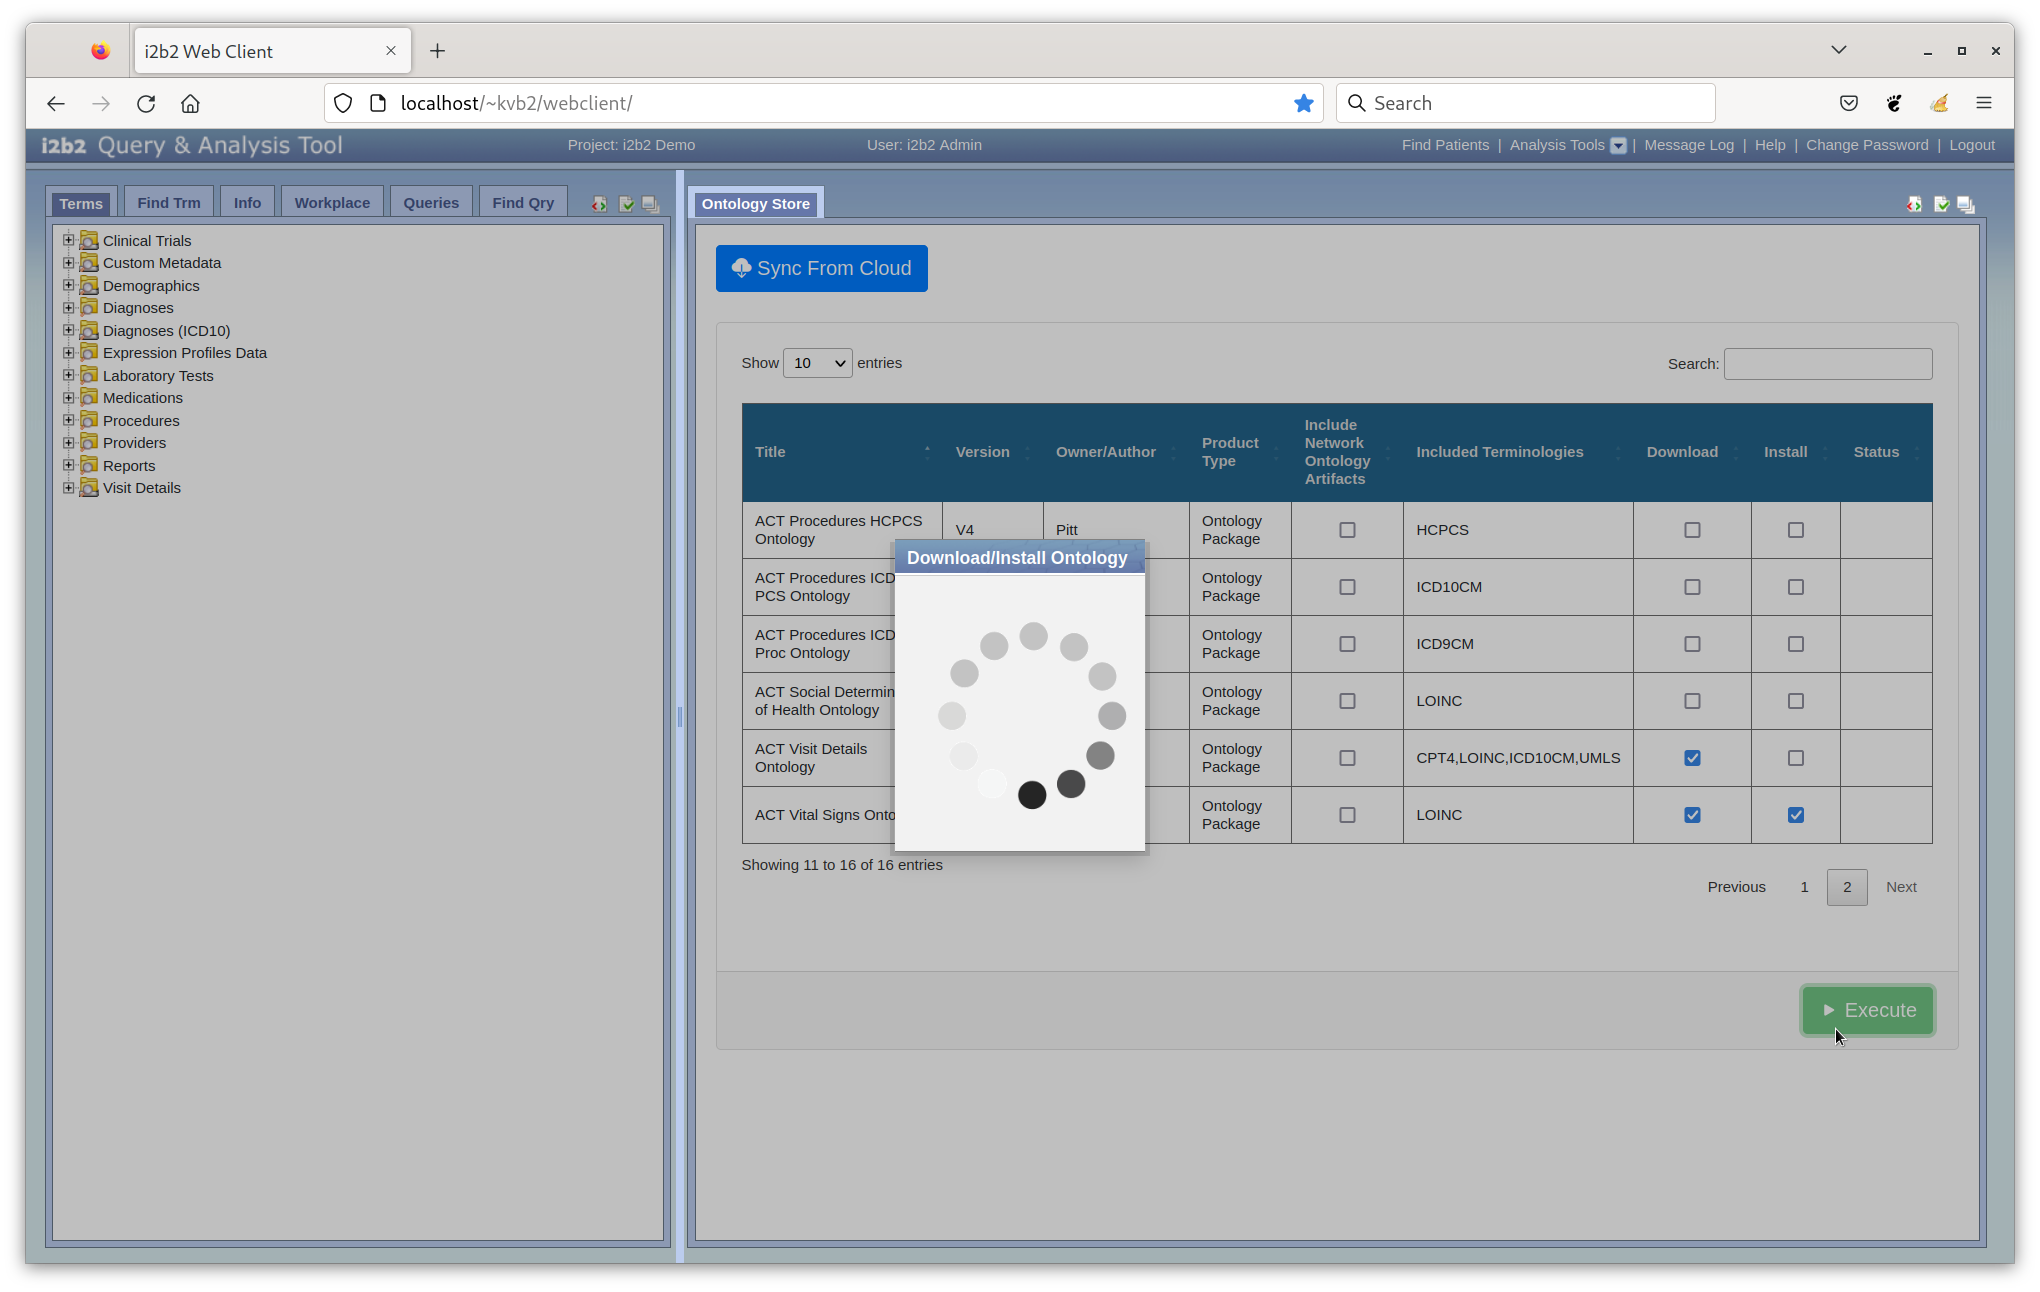 i2b2 Web Client
localhost/~kvb2/webclient/
Search
i2b2 Query & Analysis Tool
Project: i2b2 Demo
User: i2b2 Admin
Find Patients | Analysis Tools | Message Log | Help | Change Password | Logout
Terms
Find Trm
Info
Workplace
Queries
Find Qry
Clinical Trials
Custom Metadata
Demographics
Diagnoses
Diagnoses (ICD10)
Expression Profiles Data
Laboratory Tests
Medications
Procedures
Providers
Reports
Visit Details
Ontology Store
Sync From Cloud
Show 10 entries
Search:
Title
Version
Owner/Author
Product
Type
Include
Network
Ontology
Artifacts
Included Terminologies
Download
Install
Status
ACT Procedures HCPCS
Ontology
V4
Pitt
Ontology
Package
HCPCS
ACT Procedures ICD
PCS Ontology
Ontology
Package
ICD10CM
ACT Procedures ICD
Proc Ontology
Ontology
Package
ICD9CM
ACT Social Determin
of Health Ontology
Ontology
Package
LOINC
ACT Visit Details
Ontology
Ontology
Package
CPT4,LOINC,ICD10CM,UMLS
ACT Vital Signs Onto
Ontology
Package
LOINC
Download/Install Ontology
Showing 11 to 16 of 16 entries
Previous 1 2 Next
Execute